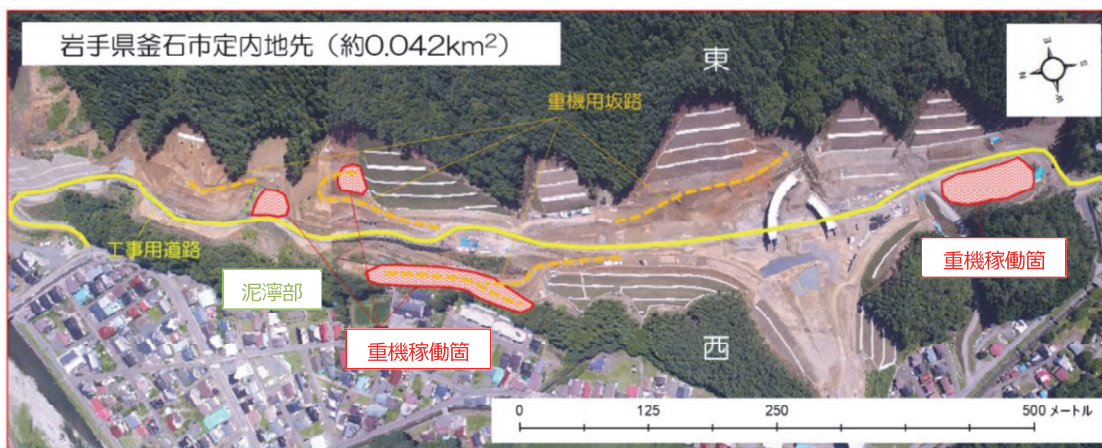 岩手県釜石市定内地先（約0.042km²）
東
N
E
S
W
重機用坂路
工事用道路
泥濘部
重機稼働箇
重機稼働箇
西
0 125 250 500 メートル